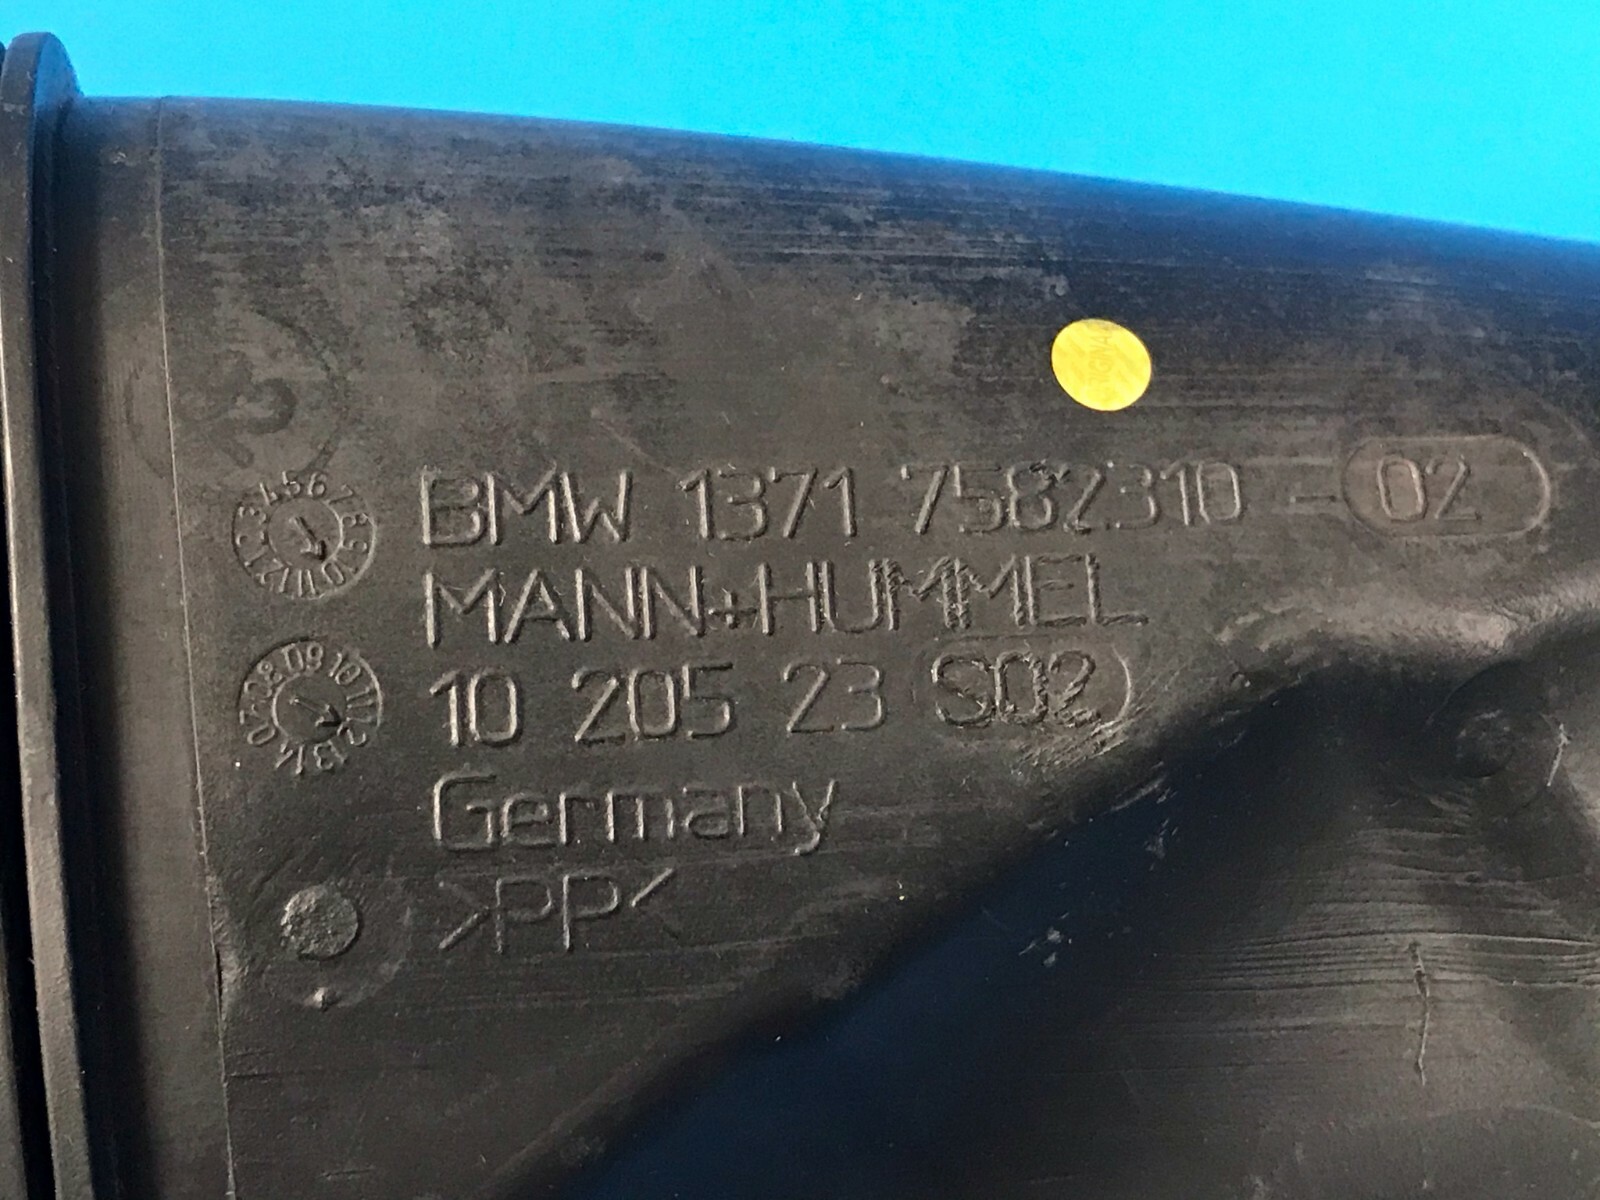 BMW 1371 7582310 - 02
MANN+HUMMEL
10 205 23 S02
Germany
>PP<